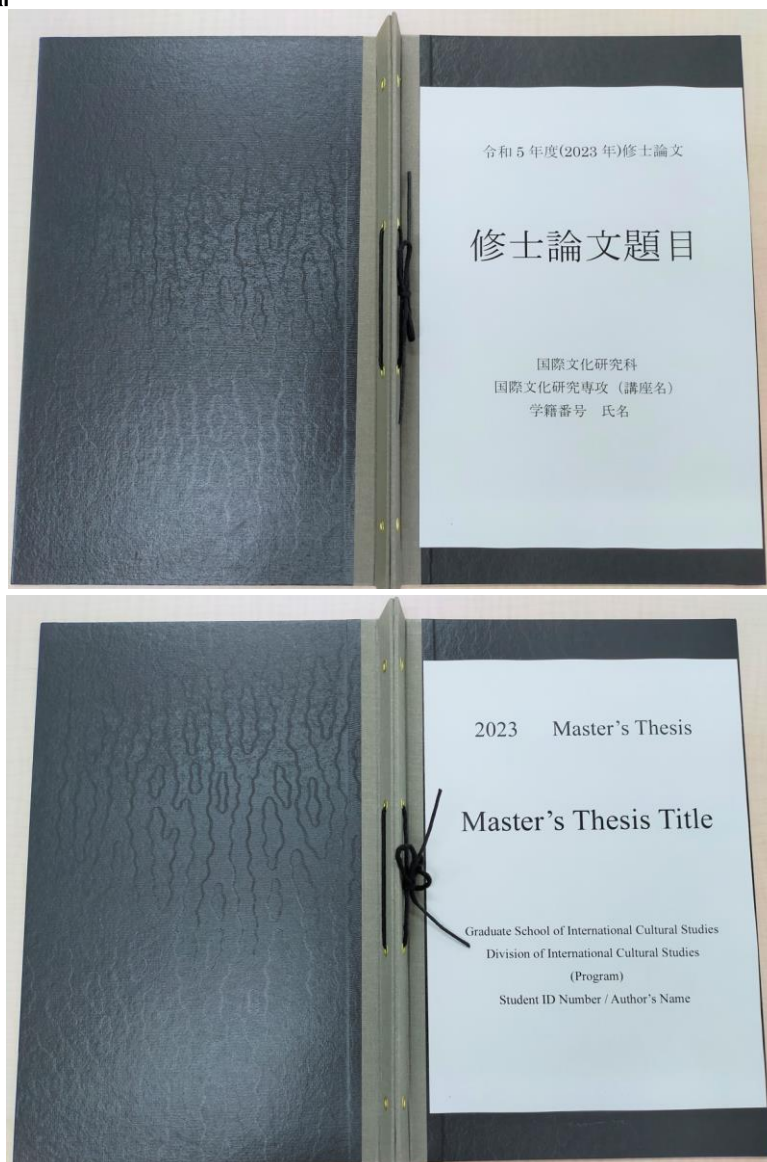 令和 5 年度(2023 年)修士論文
修士論文題目
国際文化研究科
国際文化研究専攻（講座名）
学籍番号　氏名
2023 Master's Thesis
Master's Thesis Title
Graduate School of International Cultural Studies
Division of International Cultural Studies
(Program)
Student ID Number / Author's Name